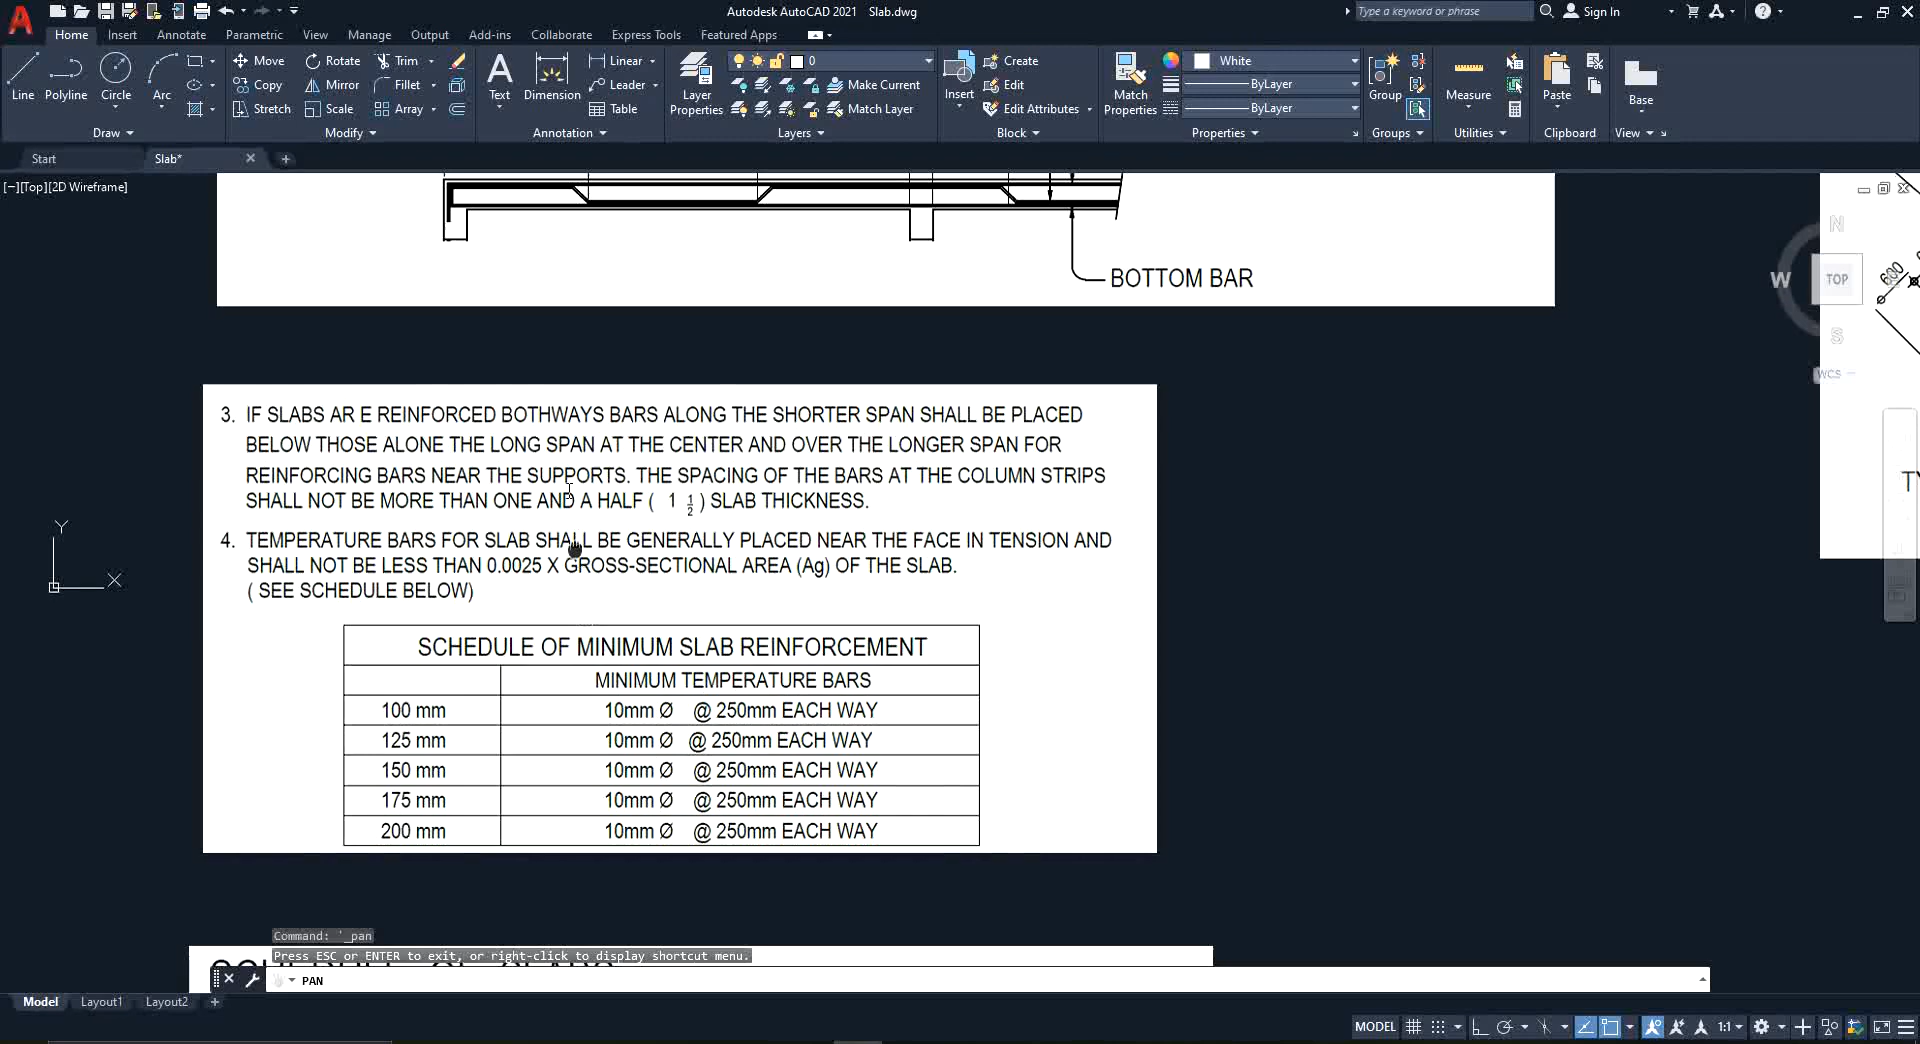 Autodesk AutoCAD 2021 Slab.dwg
Type a keyword or phrase
Sign In
Home Insert Annotate Parametric View Manage Output Add-ins Collaborate Express Tools Featured Apps
Line Polyline Circle Arc
Move Rotate Trim
Copy Mirror Fillet
Stretch Scale Array
Text Dimension
Linear
Leader
Table
Layer Properties
0
Make Current
Match Layer
Insert
Create
Edit
Edit Attributes
Match Properties
White
ByLayer
ByLayer
Group
Measure
Paste
Base
Draw Modify Annotation Layers Block Properties Groups Utilities Clipboard View
Start Slab*
[−][Top][2D Wireframe]
BOTTOM BAR
N
W TOP
S
WCS
600
TY
3. IF SLABS AR E REINFORCED BOTHWAYS BARS ALONG THE SHORTER SPAN SHALL BE PLACED
BELOW THOSE ALONE THE LONG SPAN AT THE CENTER AND OVER THE LONGER SPAN FOR
REINFORCING BARS NEAR THE SUPPORTS. THE SPACING OF THE BARS AT THE COLUMN STRIPS
SHALL NOT BE MORE THAN ONE AND A HALF ( 1 1/2 ) SLAB THICKNESS.
4. TEMPERATURE BARS FOR SLAB SHALL BE GENERALLY PLACED NEAR THE FACE IN TENSION AND
SHALL NOT BE LESS THAN 0.0025 X GROSS-SECTIONAL AREA (Ag) OF THE SLAB.
( SEE SCHEDULE BELOW)
SCHEDULE OF MINIMUM SLAB REINFORCEMENT
MINIMUM TEMPERATURE BARS
100 mm 10mm Ø @ 250mm EACH WAY
125 mm 10mm Ø @ 250mm EACH WAY
150 mm 10mm Ø @ 250mm EACH WAY
175 mm 10mm Ø @ 250mm EACH WAY
200 mm 10mm Ø @ 250mm EACH WAY
Y
X
Command: '_pan
Press ESC or ENTER to exit, or right-click to display shortcut menu.
PAN
Model Layout1 Layout2
MODEL 1:1